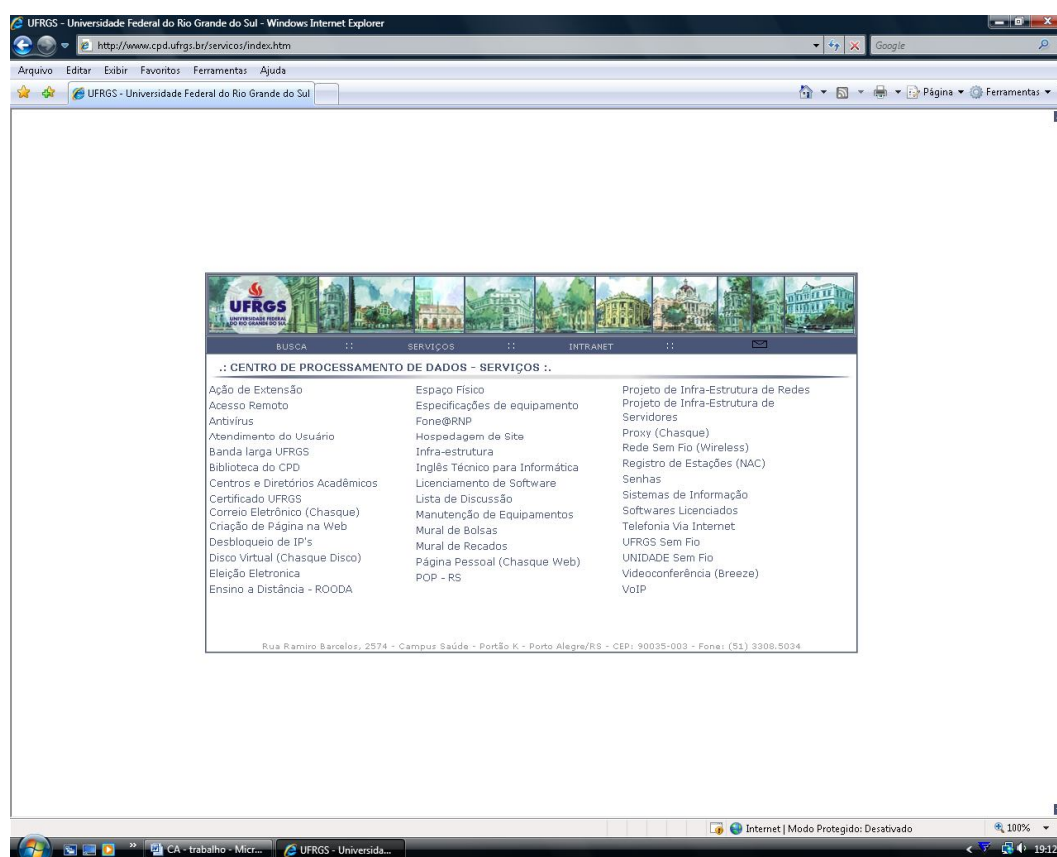 UFRGS - Universidade Federal do Rio Grande do Sul - Windows Internet Explorer
http://www.cpd.ufrgs.br/servicos/index.htm
Google
Arquivo Editar Exibir Favoritos Ferramentas Ajuda
UFRGS - Universidade Federal do Rio Grande do Sul
Página Ferramentas
UFRGS
UNIVERSIDADE FEDERAL
DO RIO GRANDE DO SUL
BUSCA :: SERVIÇOS :: INTRANET ::
.: CENTRO DE PROCESSAMENTO DE DADOS - SERVIÇOS :.
Ação de Extensão
Acesso Remoto
Antivírus
Atendimento do Usuário
Banda larga UFRGS
Biblioteca do CPD
Centros e Diretórios Acadêmicos
Certificado UFRGS
Correio Eletrônico (Chasque)
Criação de Página na Web
Desbloqueio de IP's
Disco Virtual (Chasque Disco)
Eleição Eletronica
Ensino a Distância - ROODA
Espaço Físico
Especificações de equipamento
Fone@RNP
Hospedagem de Site
Infra-estrutura
Inglês Técnico para Informática
Licenciamento de Software
Lista de Discussão
Manutenção de Equipamentos
Mural de Bolsas
Mural de Recados
Página Pessoal (Chasque Web)
POP - RS
Projeto de Infra-Estrutura de Redes
Projeto de Infra-Estrutura de
Servidores
Proxy (Chasque)
Rede Sem Fio (Wireless)
Registro de Estações (NAC)
Senhas
Sistemas de Informação
Softwares Licenciados
Telefonia Via Internet
UFRGS Sem Fio
UNIDADE Sem Fio
Videoconferência (Breeze)
VoIP
Rua Ramiro Barcelos, 2574 - Campus Saúde - Portão K - Porto Alegre/RS - CEP: 90035-003 - Fone: (51) 3308.5034
Internet | Modo Protegido: Desativado
100%
CA - trabalho - Micr...
UFRGS - Universida...
19:12